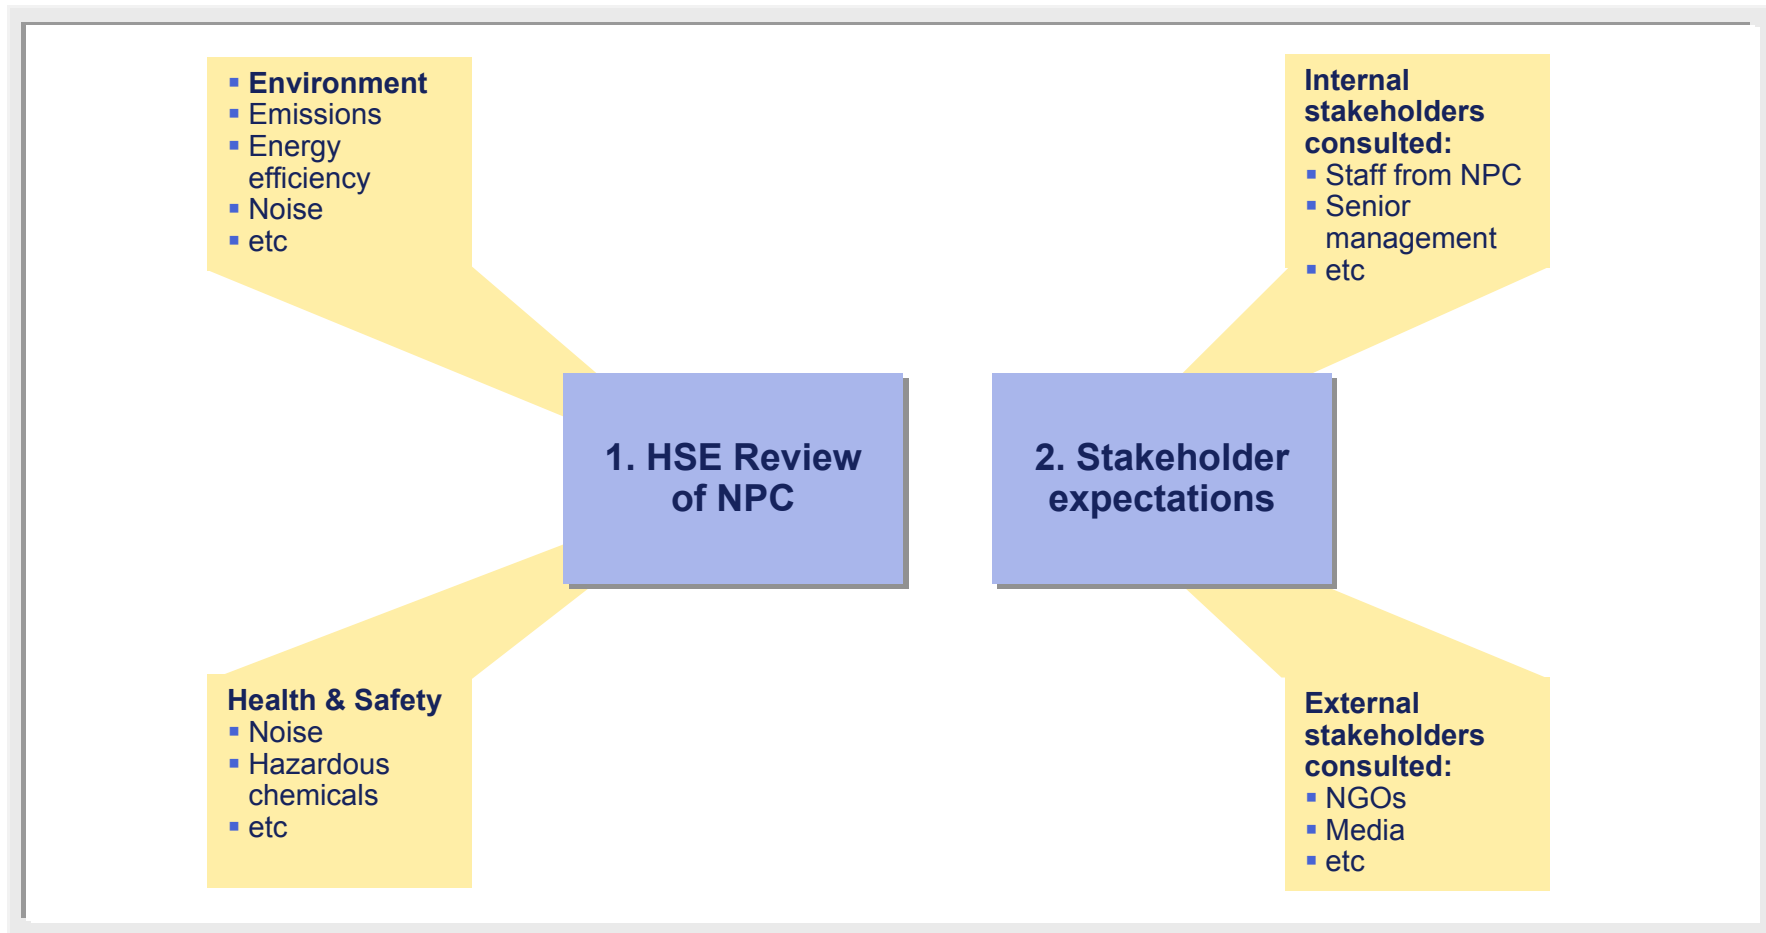 ▪ Environment
▪ Emissions
▪ Energy
efficiency
▪ Noise
▪ etc
Internal
stakeholders
consulted:
▪ Staff from NPC
▪ Senior
management
▪ etc
1. HSE Review
of NPC
2. Stakeholder
expectations
Health & Safety
▪ Noise
▪ Hazardous
chemicals
▪ etc
External
stakeholders
consulted:
▪ NGOs
▪ Media
▪ etc